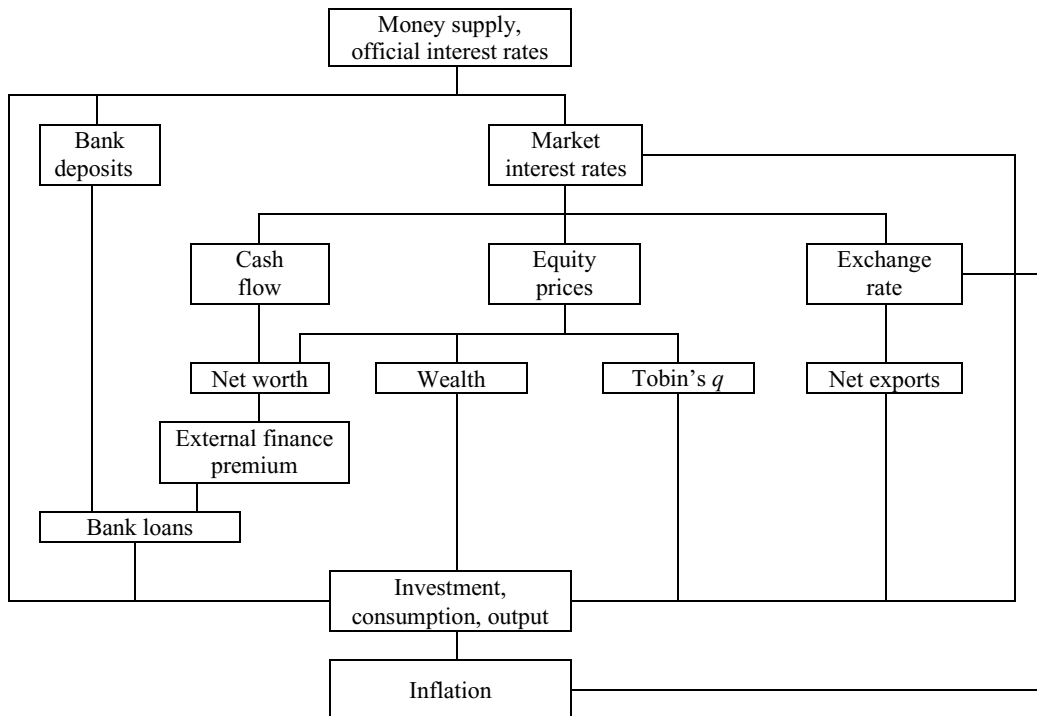 Money supply,
official interest rates
Bank
deposits
Market
interest rates
Cash
flow
Equity
prices
Exchange
rate
Net worth
Wealth
Tobin’s q
Net exports
External finance
premium
Bank loans
Investment,
consumption, output
Inflation